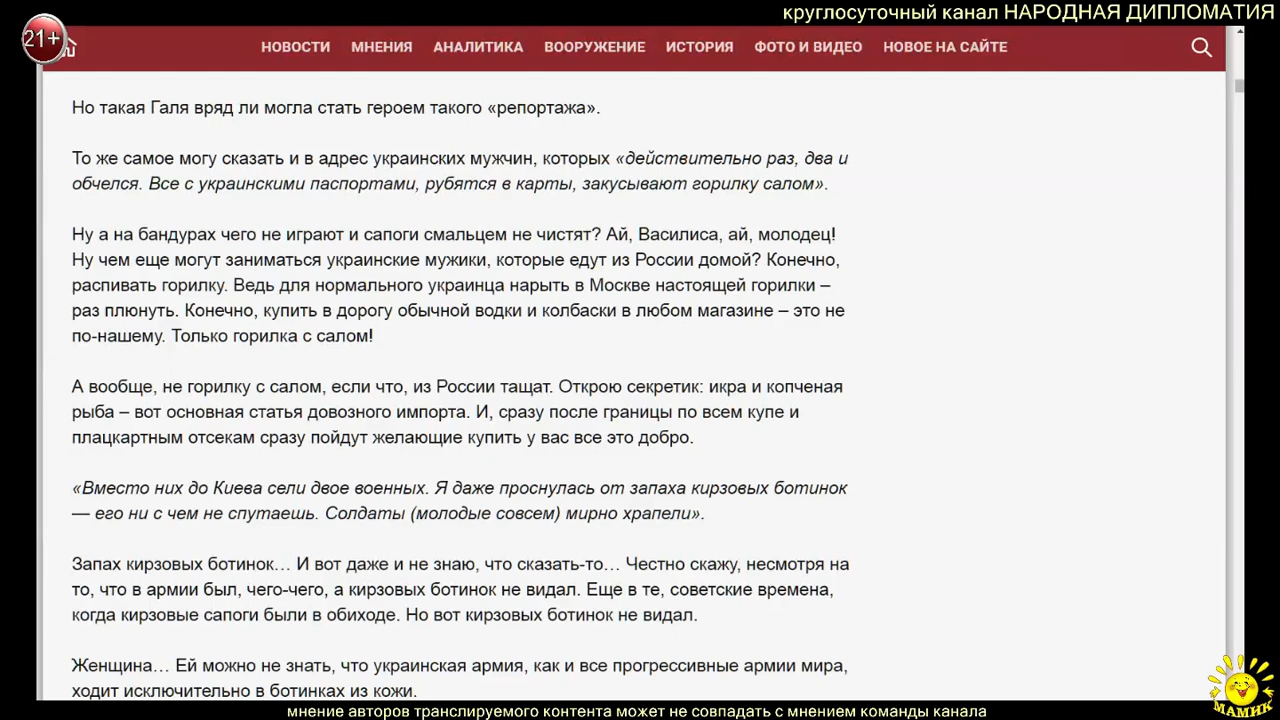 круглосуточный канал НАРОДНАЯ ДИПЛОМАТИЯ
21+
НОВОСТИ МНЕНИЯ АНАЛИТИКА ВООРУЖЕНИЕ ИСТОРИЯ ФОТО И ВИДЕО НОВОЕ НА САЙТЕ
Но такая Галя вряд ли могла стать героем такого «репортажа».
То же самое могу сказать и в адрес украинских мужчин, которых «действительно раз, два и
обчелся. Все с украинскими паспортами, рубятся в карты, закусывают горилку салом».
Ну а на бандурах чего не играют и сапоги смальцем не чистят? Ай, Василиса, ай, молодец!
Ну чем еще могут заниматься украинские мужики, которые едут из России домой? Конечно,
распивать горилку. Ведь для нормального украинца нарыть в Москве настоящей горилки –
раз плюнуть. Конечно, купить в дорогу обычной водки и колбаски в любом магазине – это не
по-нашему. Только горилка с салом!
А вообще, не горилку с салом, если что, из России тащат. Открою секретик: икра и копченая
рыба – вот основная статья довозного импорта. И, сразу после границы по всем купе и
плацкартным отсекам сразу пойдут желающие купить у вас все это добро.
«Вместо них до Киева сели двое военных. Я даже проснулась от запаха кирзовых ботинок
— его ни с чем не спутаешь. Солдаты (молодые совсем) мирно храпели».
Запах кирзовых ботинок… И вот даже и не знаю, что сказать-то… Честно скажу, несмотря на
то, что в армии был, чего-чего, а кирзовых ботинок не видал. Еще в те, советские времена,
когда кирзовые сапоги были в обиходе. Но вот кирзовых ботинок не видал.
Женщина… Ей можно не знать, что украинская армия, как и все прогрессивные армии мира,
ходит исключительно в ботинках из кожи.
МАМИК
мнение авторов транслируемого контента может не совпадать с мнением команды канала